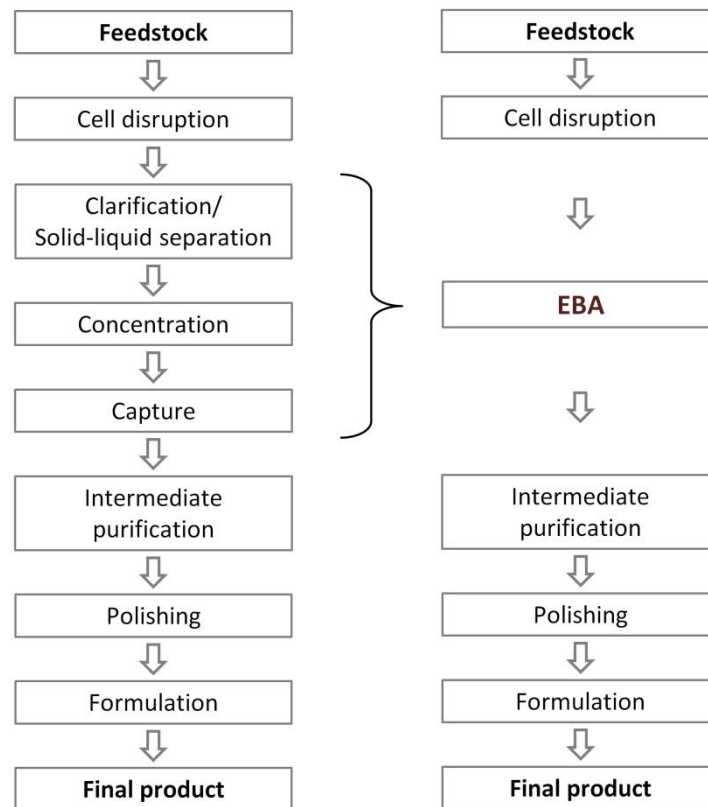 Feedstock
Cell disruption
Clarification/
Solid-liquid separation
Concentration
Capture
Intermediate
purification
Polishing
Formulation
Final product
Feedstock
Cell disruption
EBA
Intermediate
purification
Polishing
Formulation
Final product